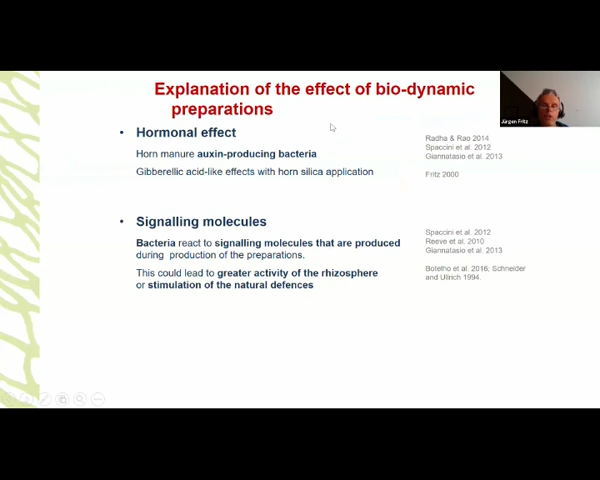 Explanation of the effect of bio-dynamic
preparations
Jürgen Fritz
• Hormonal effect
Horn manure auxin-producing bacteria
Radha & Rao 2014
Spaccini et al. 2012
Giannatasio et al. 2013
Gibberellic acid-like effects with horn silica application
Fritz 2000
• Signalling molecules
Bacteria react to signalling molecules that are produced
during production of the preparations.
Spaccini et al. 2012
Reeve et al. 2010
Giannatasio et al. 2013
This could lead to greater activity of the rhizosphere
or stimulation of the natural defences
Botelho et al. 2016, Schneider
and Ullrich 1994.